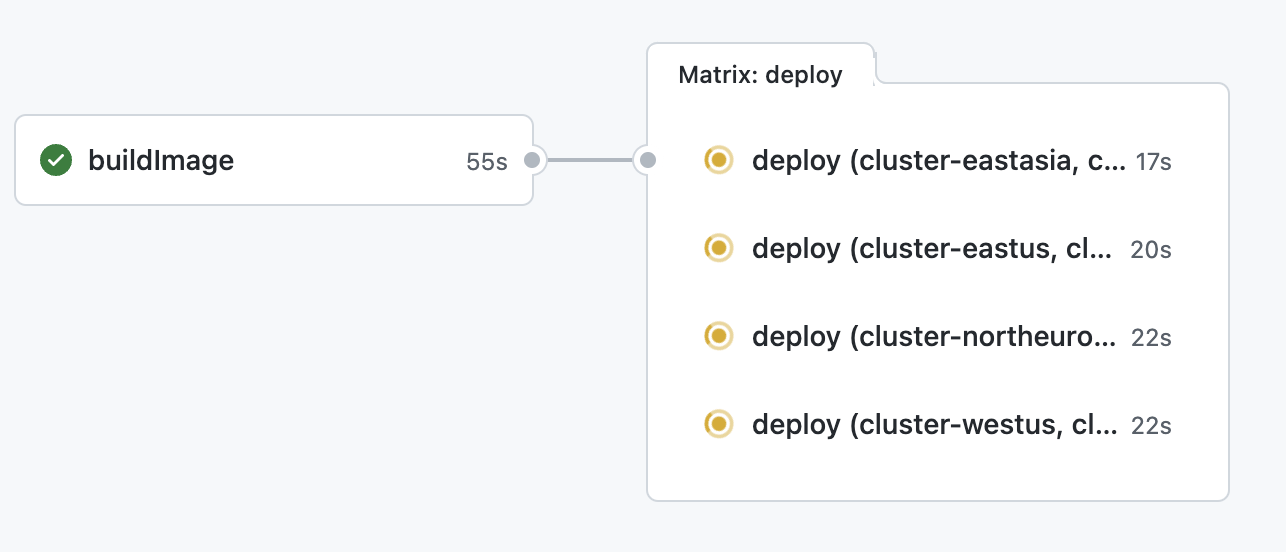 Matrix: deploy
buildImage 55s
deploy (cluster-eastasia, c... 17s
deploy (cluster-eastus, cl... 20s
deploy (cluster-northeuro... 22s
deploy (cluster-westus, cl... 22s